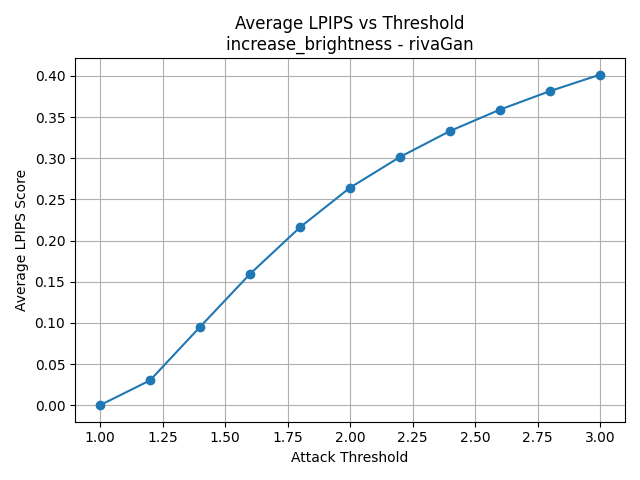 Average LPIPS vs Threshold
increase_brightness - rivaGan
Average LPIPS Score
0.40
0.35
0.30
0.25
0.20
0.15
0.10
0.05
0.00
1.00 1.25 1.50 1.75 2.00 2.25 2.50 2.75 3.00
Attack Threshold